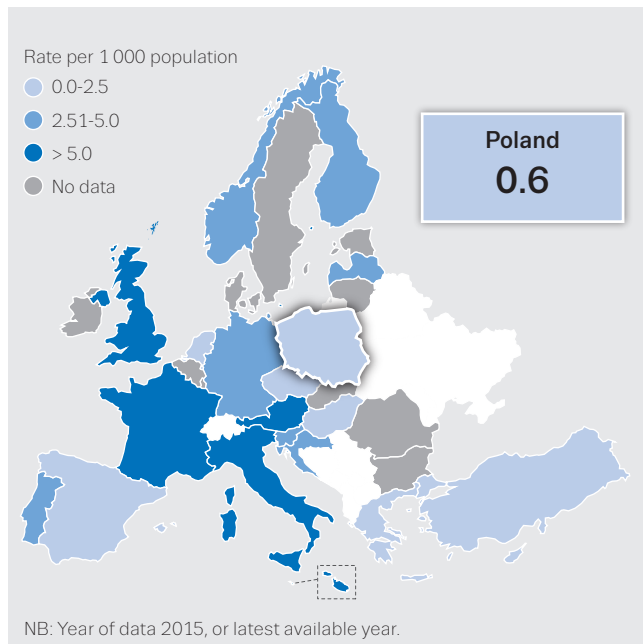 Rate per 1 000 population
0.0-2.5
2.51-5.0
> 5.0
No data
Poland
0.6
NB: Year of data 2015, or latest available year.